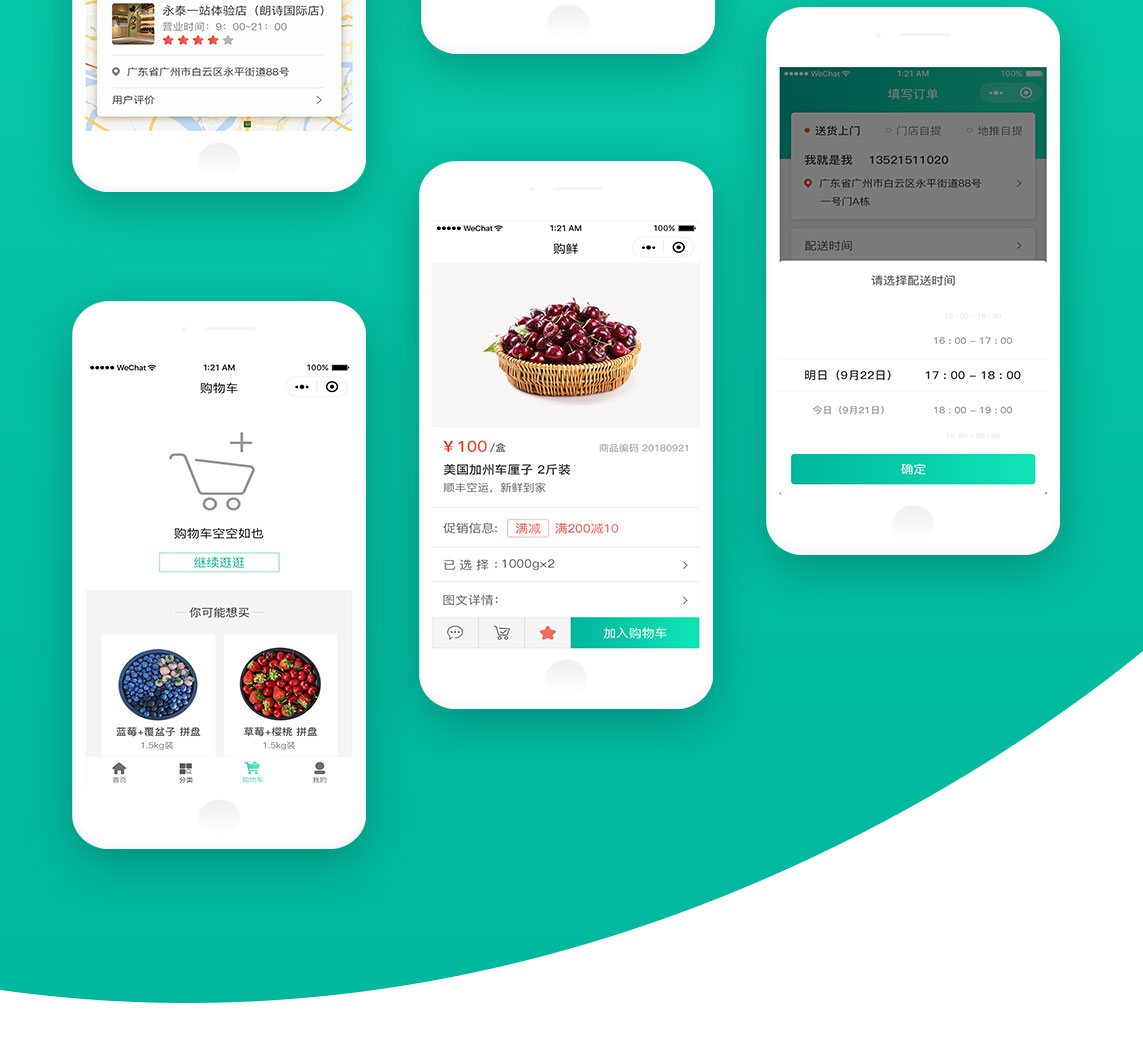 永泰一站体验店（朗诗国际店）
营业时间：9：00~21：00
广东省广州市白云区永平街道88号
用户评价
WeChat 1:21 AM 100%
购物车
购物车空空如也
继续逛逛
你可能想买
蓝莓+覆盆子 拼盘
1.5kg装
草莓+樱桃 拼盘
1.5kg装
首页 分类 购物车 我的
WeChat 1:21 AM 100%
购鲜
¥ 100 /盒 商品编码 20180921
美国加州车厘子 2斤装
顺丰空运，新鲜到家
促销信息: 满减 满200减10
已 选 择：1000g×2
图文详情：
加入购物车
WeChat 1:21 AM 100%
填写订单
送货上门 门店自提 地推自提
我就是我 13521511020
广东省广州市白云区永平街道88号
一号门A栋
配送时间
请选择配送时间
15：00 – 16：00
16：00 – 17：00
明日（9月22日） 17：00 – 18：00
今日（9月21日） 18：00 – 19：00
19：00 – 20：00
确定